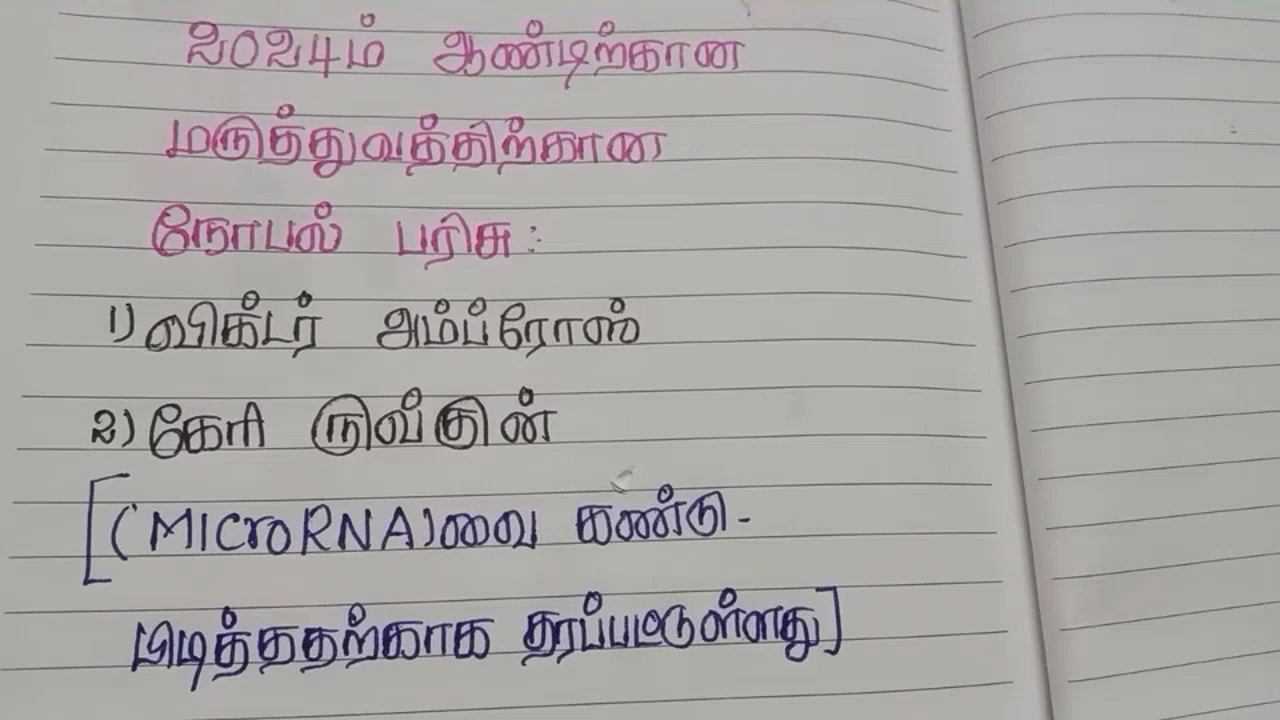 2024ம் ஆண்டிற்கான
மருத்துவத்திற்கான
நோபல் பரிசு:
1) விக்டர் அம்ப்ரோஸ்
2) கேரி ருவ்குன்
[(MICroRNA)வை கண்டு-
பிடித்ததற்காக தரப்பட்டுள்ளது]